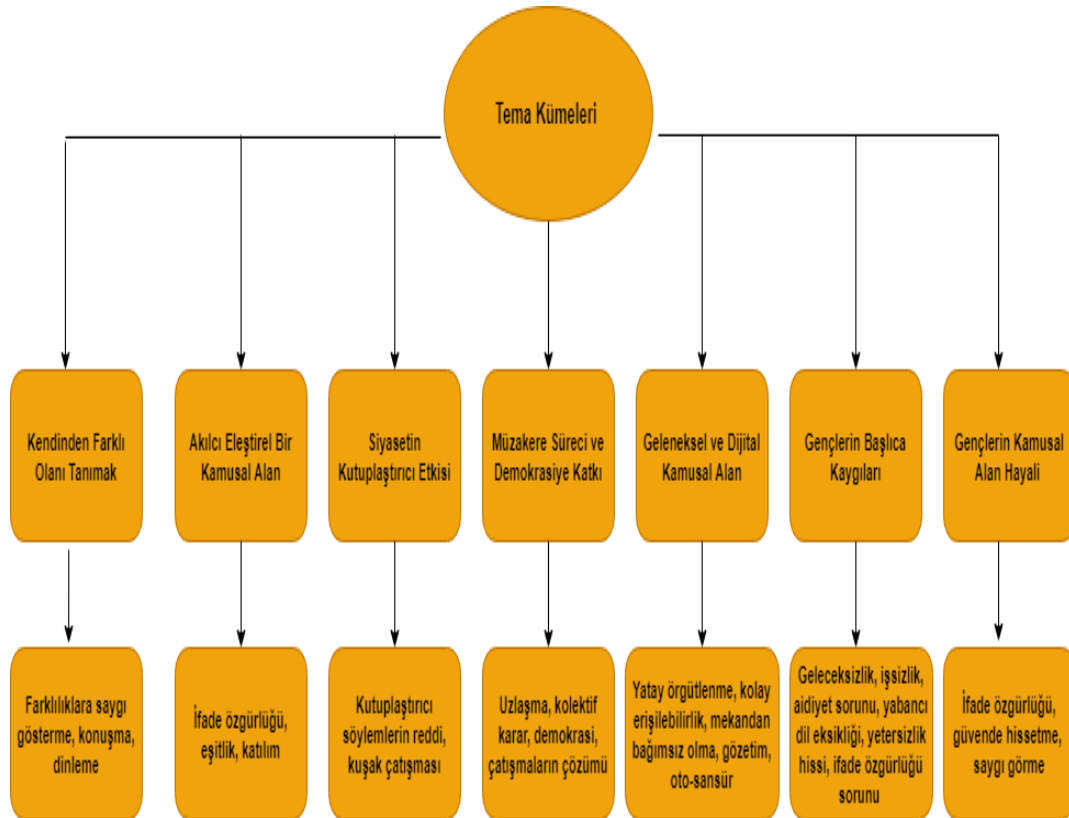 Tema Kümeleri
Kendinden Farklı
Olanı Tanımak
Akılcı Eleştirel Bir
Kamusal Alan
Siyasetin
Kutuplaştırıcı Etkisi
Müzakere Süreci ve
Demokrasiye Katkı
Geleneksel ve Dijital
Kamusal Alan
Gençlerin Başlıca
Kaygıları
Gençlerin Kamusal
Alan Hayali
Farklılıklara saygı
gösterme, konuşma,
dinleme
İfade özgürlüğü,
eşitlik, katılım
Kutuplaştırıcı
söylemlerin reddi,
kuşak çatışması
Uzlaşma, kolektif
karar, demokrasi,
çatışmaların çözümü
Yatay örgütlenme, kolay
erişilebilirlik, mekandan
bağımsız olma, gözetim,
oto-sansür
Geleceksizlik, işsizlik,
aidiyet sorunu, yabancı
dil eksikliği, yetersizlik
hissi, ifade özgürlüğü
sorunu
İfade özgürlüğü,
güvende hissetme,
saygı görme